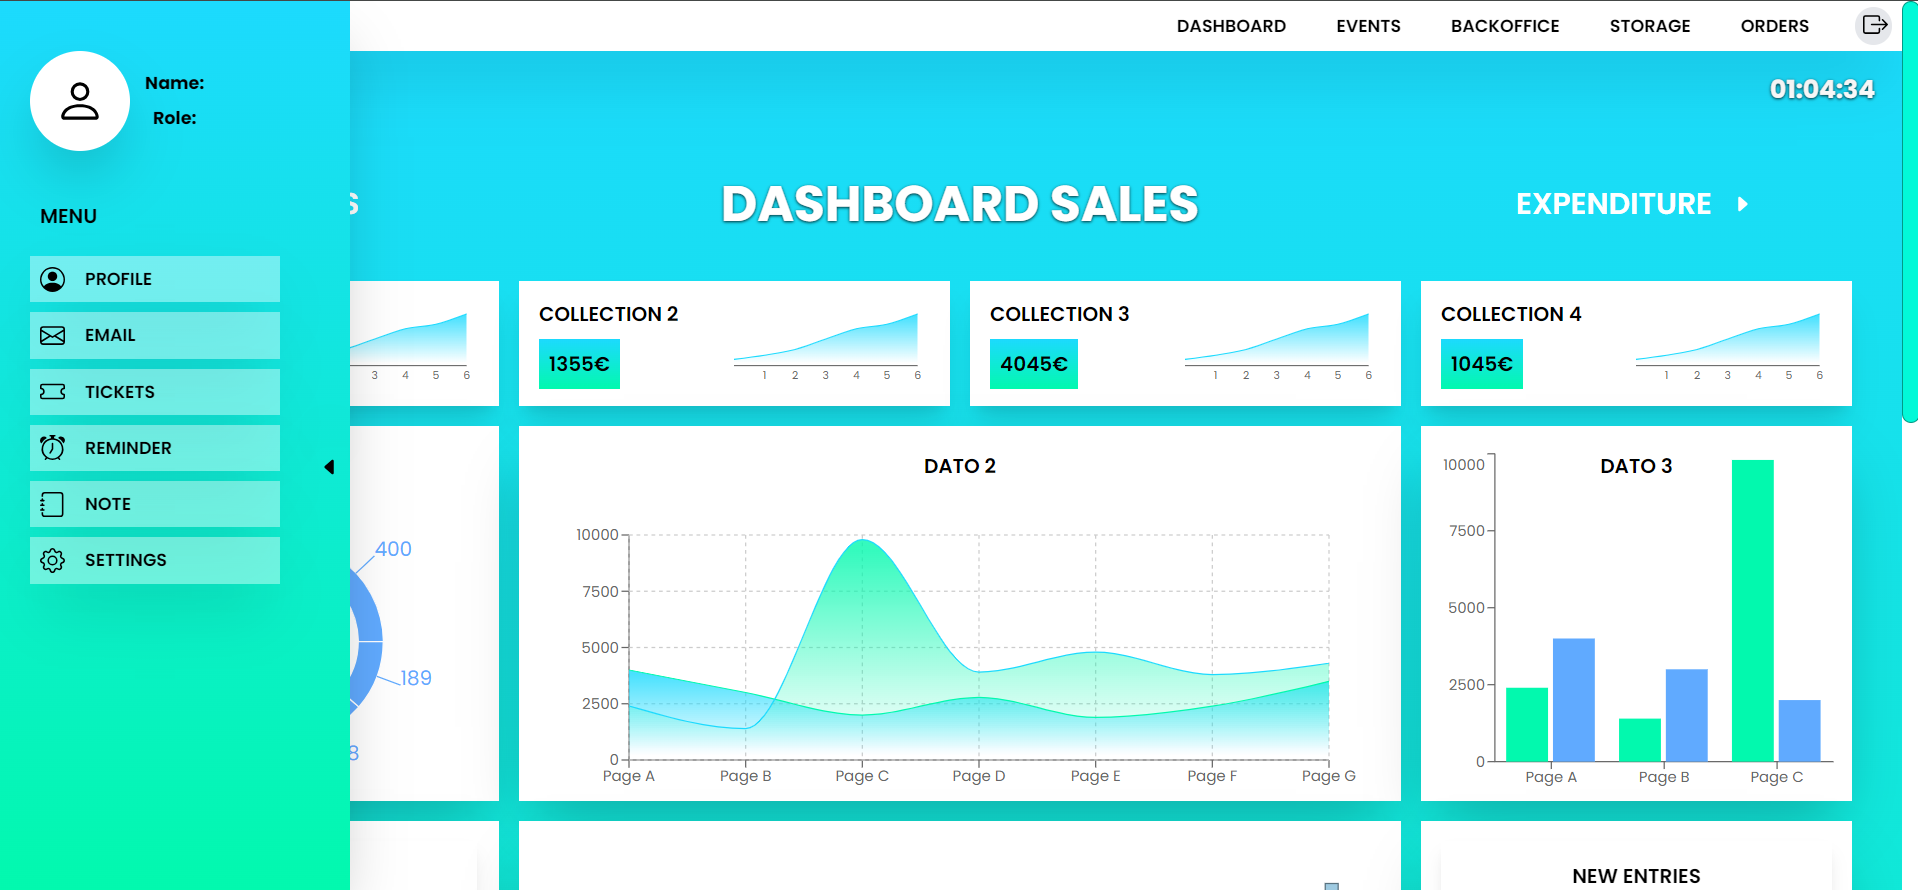 DASHBOARD EVENTS BACKOFFICE STORAGE ORDERS
Name:
Role:
01:04:34
MENU
PROFILE
EMAIL
TICKETS
REMINDER
NOTE
SETTINGS
S
DASHBOARD SALES
EXPENDITURE
3 4 5 6
COLLECTION 2
1355€
1 2 3 4 5 6
COLLECTION 3
4045€
1 2 3 4 5 6
COLLECTION 4
1045€
1 2 3 4 5 6
400
189
8
DATO 2
10000
7500
5000
2500
0
Page A Page B Page C Page D Page E Page F Page G
DATO 3
10000
7500
5000
2500
0
Page A Page B Page C
NEW ENTRIES